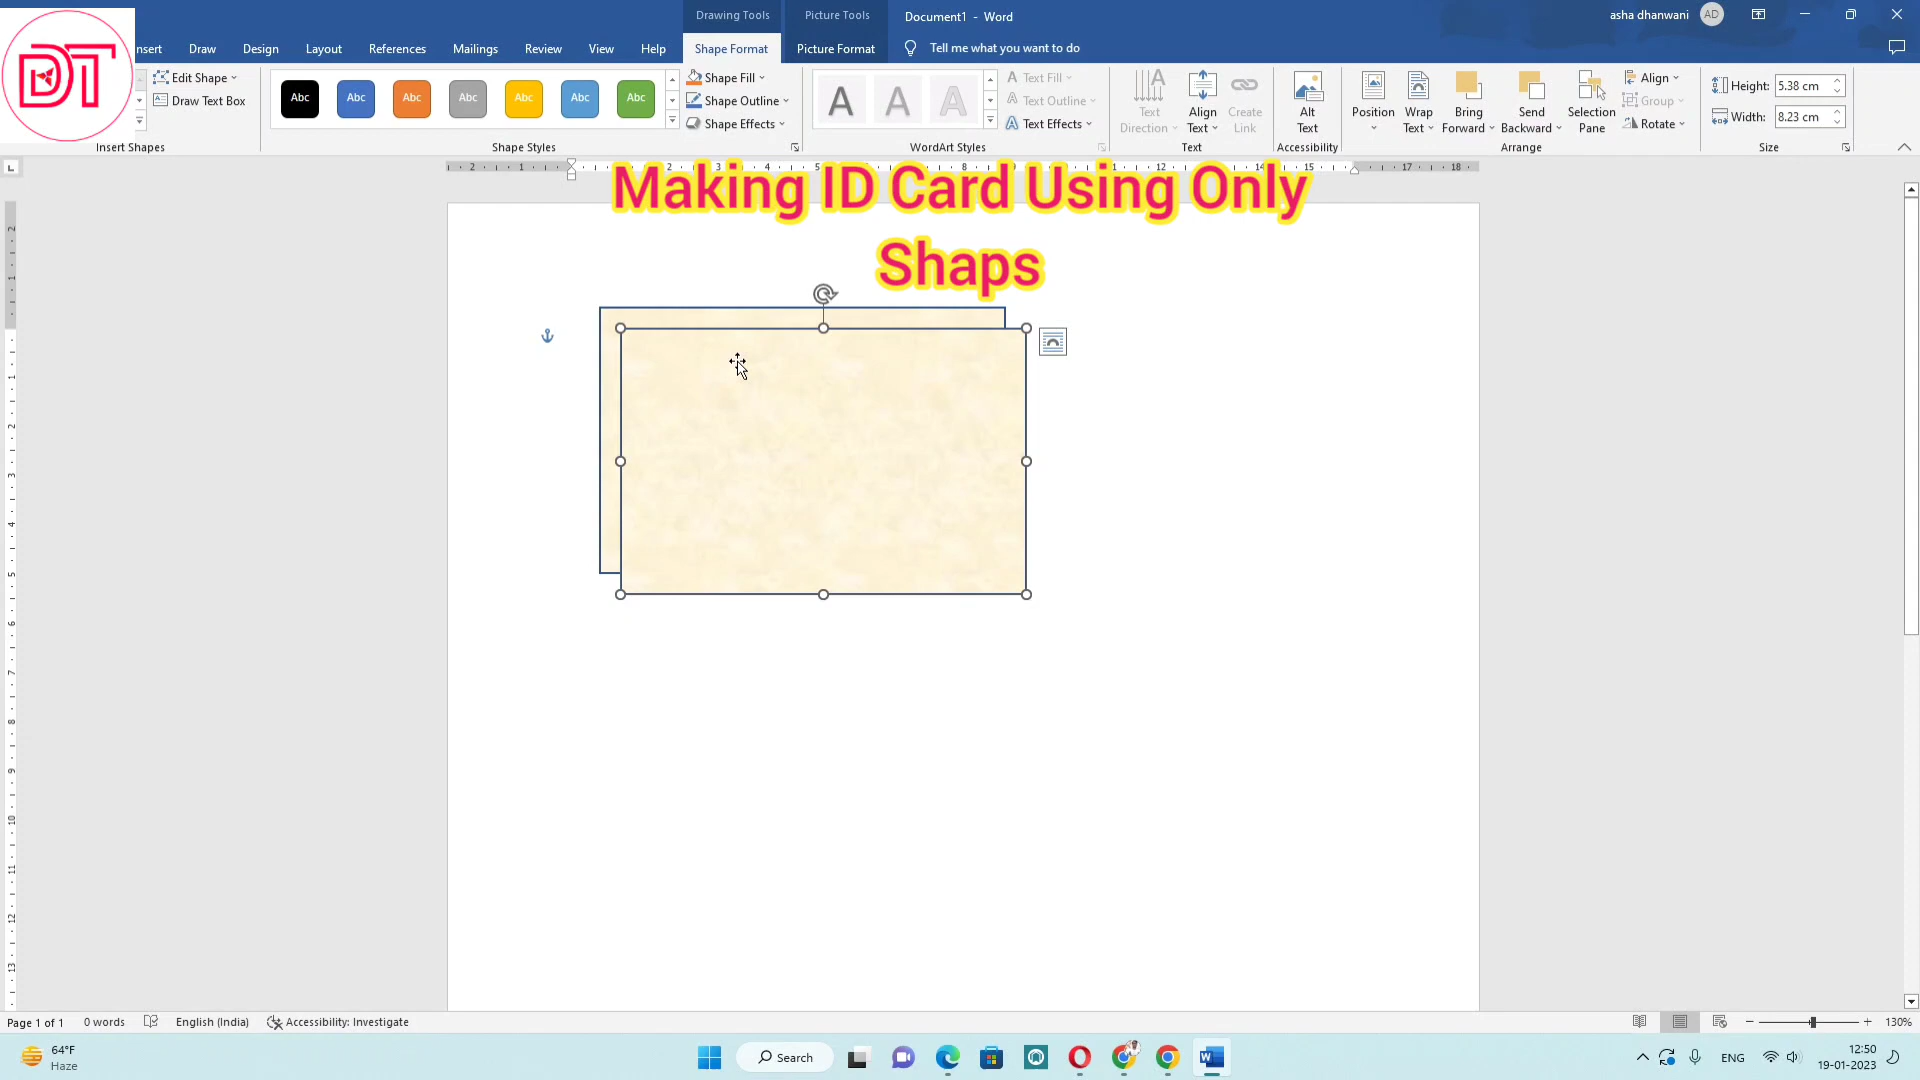 Drawing Tools
Picture Tools
Document1 - Word
asha dhanwani
AD
DT
nsert
Draw
Design
Layout
References
Mailings
Review
View
Help
Shape Format
Picture Format
Tell me what you want to do
Edit Shape
Draw Text Box
Insert Shapes
Abc Abc Abc Abc Abc Abc Abc
Shape Styles
Shape Fill
Shape Outline
Shape Effects
A A A
WordArt Styles
Text Fill
Text Outline
Text Effects
Text Direction
Align Text
Create Link
Text
Alt Text
Accessibility
Position
Wrap Text
Bring Forward
Send Backward
Selection Pane
Align
Group
Rotate
Arrange
Height: 5.38 cm
Width: 8.23 cm
Size
Making ID Card Using Only
Shaps
Page 1 of 1
0 words
English (India)
Accessibility: Investigate
130%
64°F
Haze
Search
ENG
12:50
19-01-2023